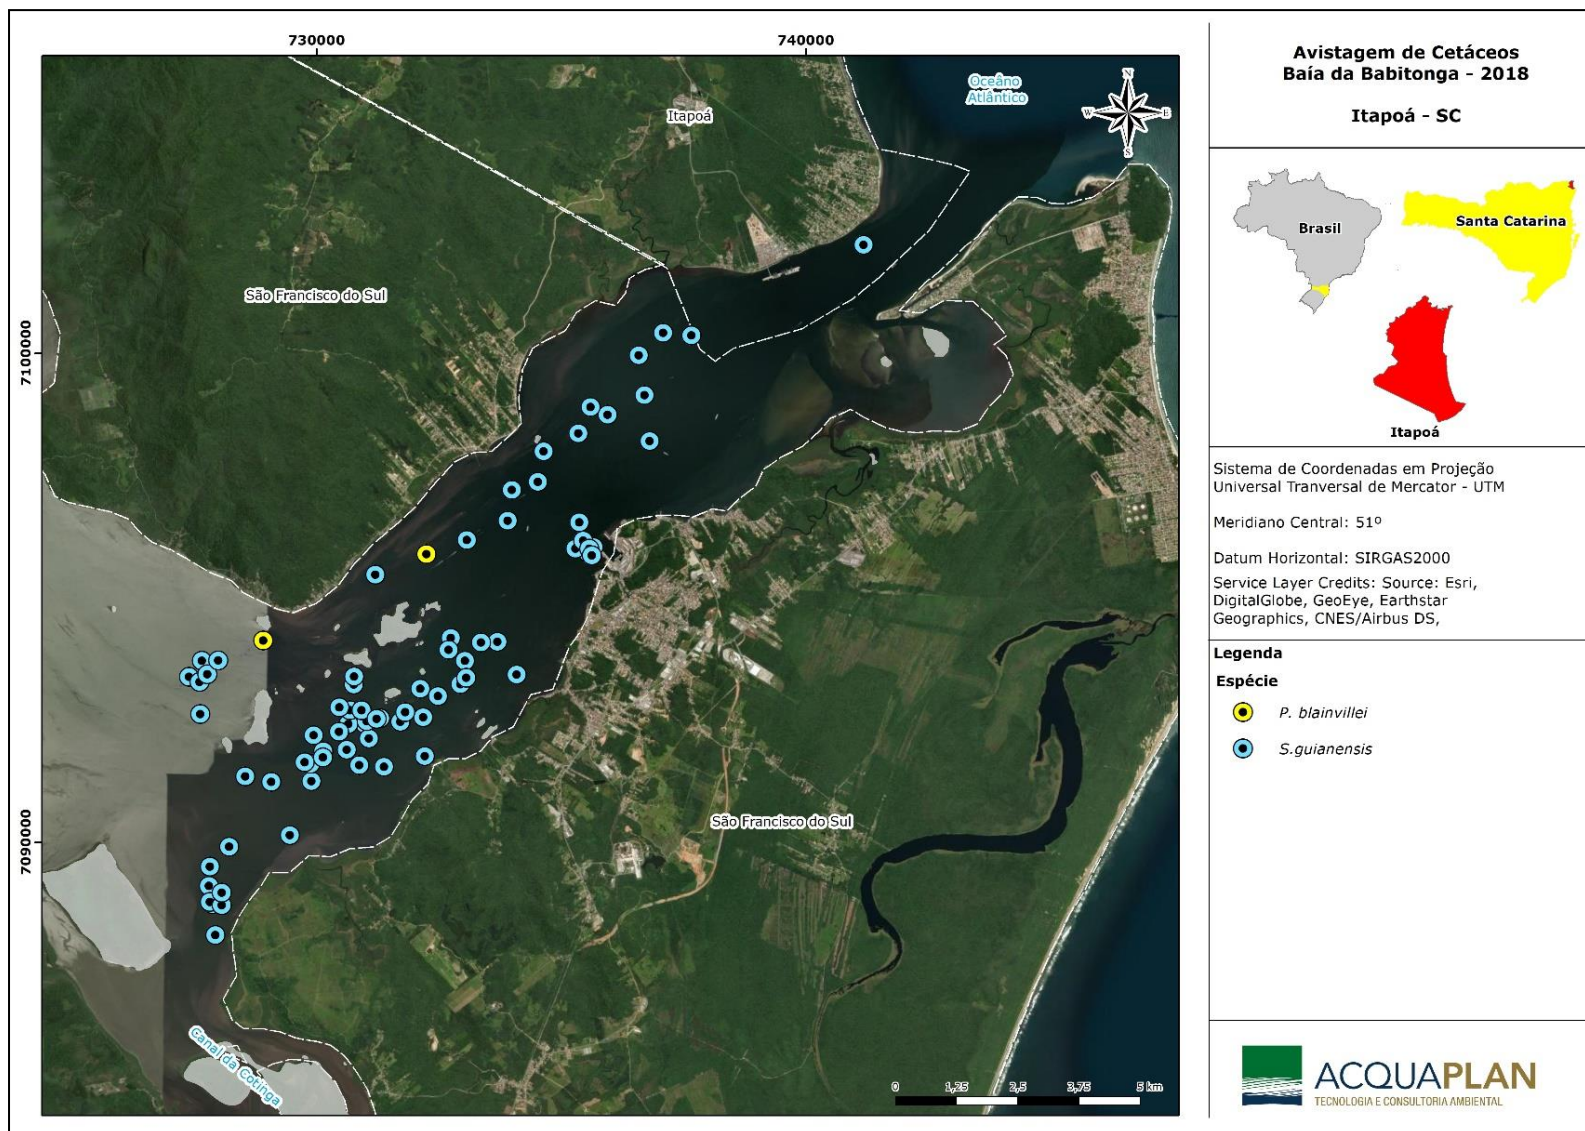 730000
740000
7100000
7090000
Oceâno
Atlântico
N
W
E
S
Itapoá
São Francisco do Sul
São Francisco do Sul
Canal da Cotinga
0
1,25
2,5
3,75
5 km
Avistagem de Cetáceos
Baía da Babitonga - 2018
Itapoá - SC
Brasil
Santa Catarina
Itapoá
Sistema de Coordenadas em Projeção
Universal Tranversal de Mercator - UTM
Meridiano Central: 51º
Datum Horizontal: SIRGAS2000
Service Layer Credits: Source: Esri,
DigitalGlobe, GeoEye, Earthstar
Geographics, CNES/Airbus DS,
Legenda
Espécie
P. blainvillei
S.guianensis
ACQUAPLAN
TECNOLOGIA E CONSULTORIA AMBIENTAL